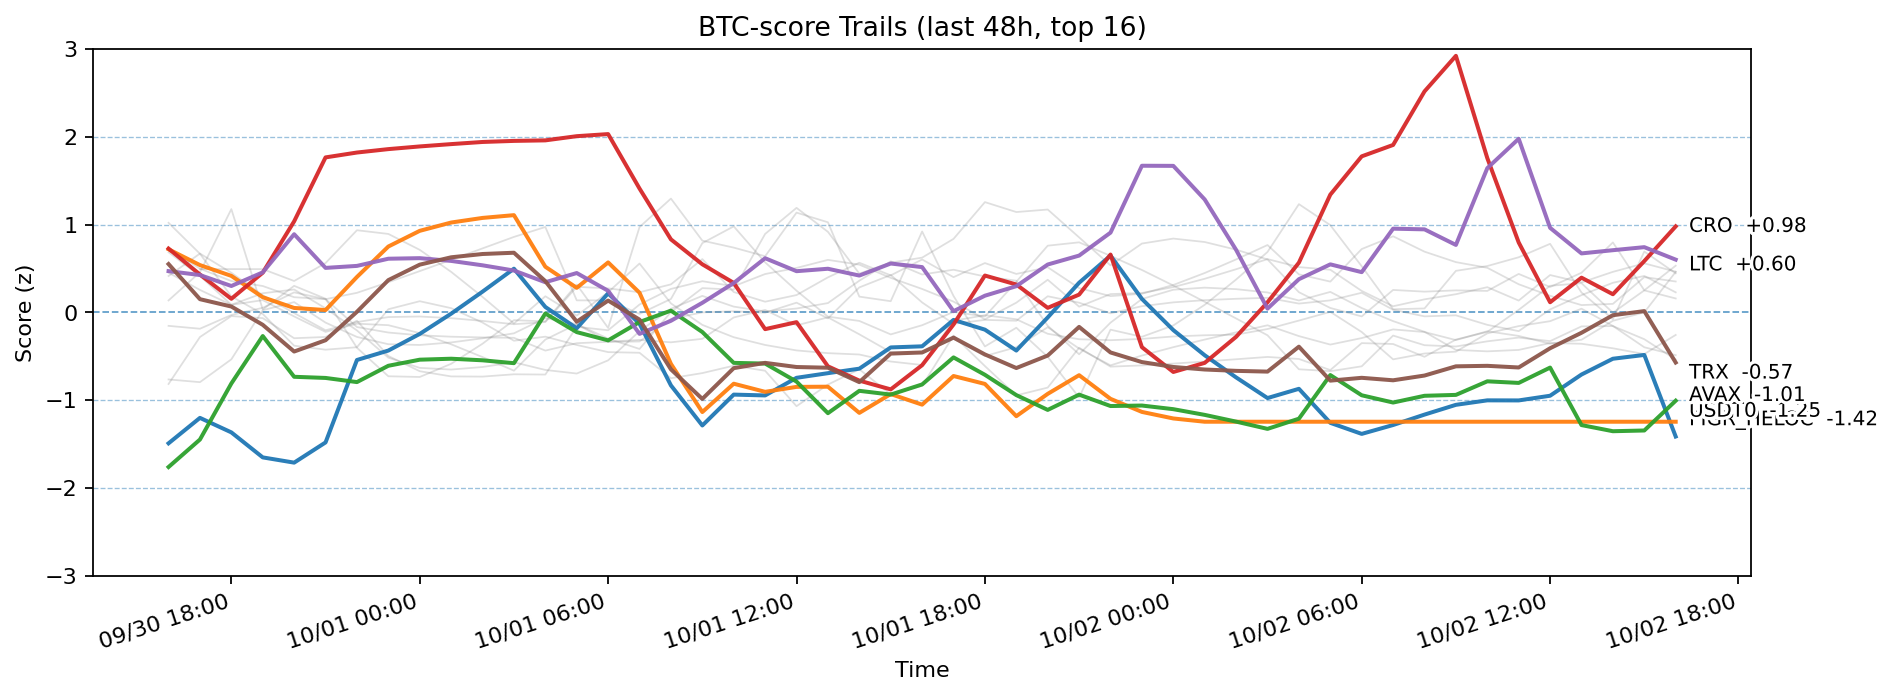 BTC-score Trails (last 48h, top 16)
Score (z)
3
2
1
0
−1
−2
−3
CRO +0.98
LTC +0.60
TRX -0.57
AVAX -1.01
USDT0 -1.25
-1.42
09/30 18:00
10/01 00:00
10/01 06:00
10/01 12:00
10/01 18:00
10/02 00:00
10/02 06:00
10/02 12:00
10/02 18:00
Time